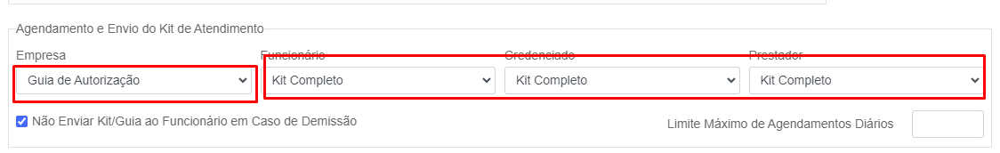 Agendamento e Envio do Kit de Atendimento
Empresa Funcionário Credenciado Prestador
Guia de Autorização Kit Completo Kit Completo Kit Completo
Não Enviar Kit/Guia ao Funcionário em Caso de Demissão Limite Máximo de Agendamentos Diários